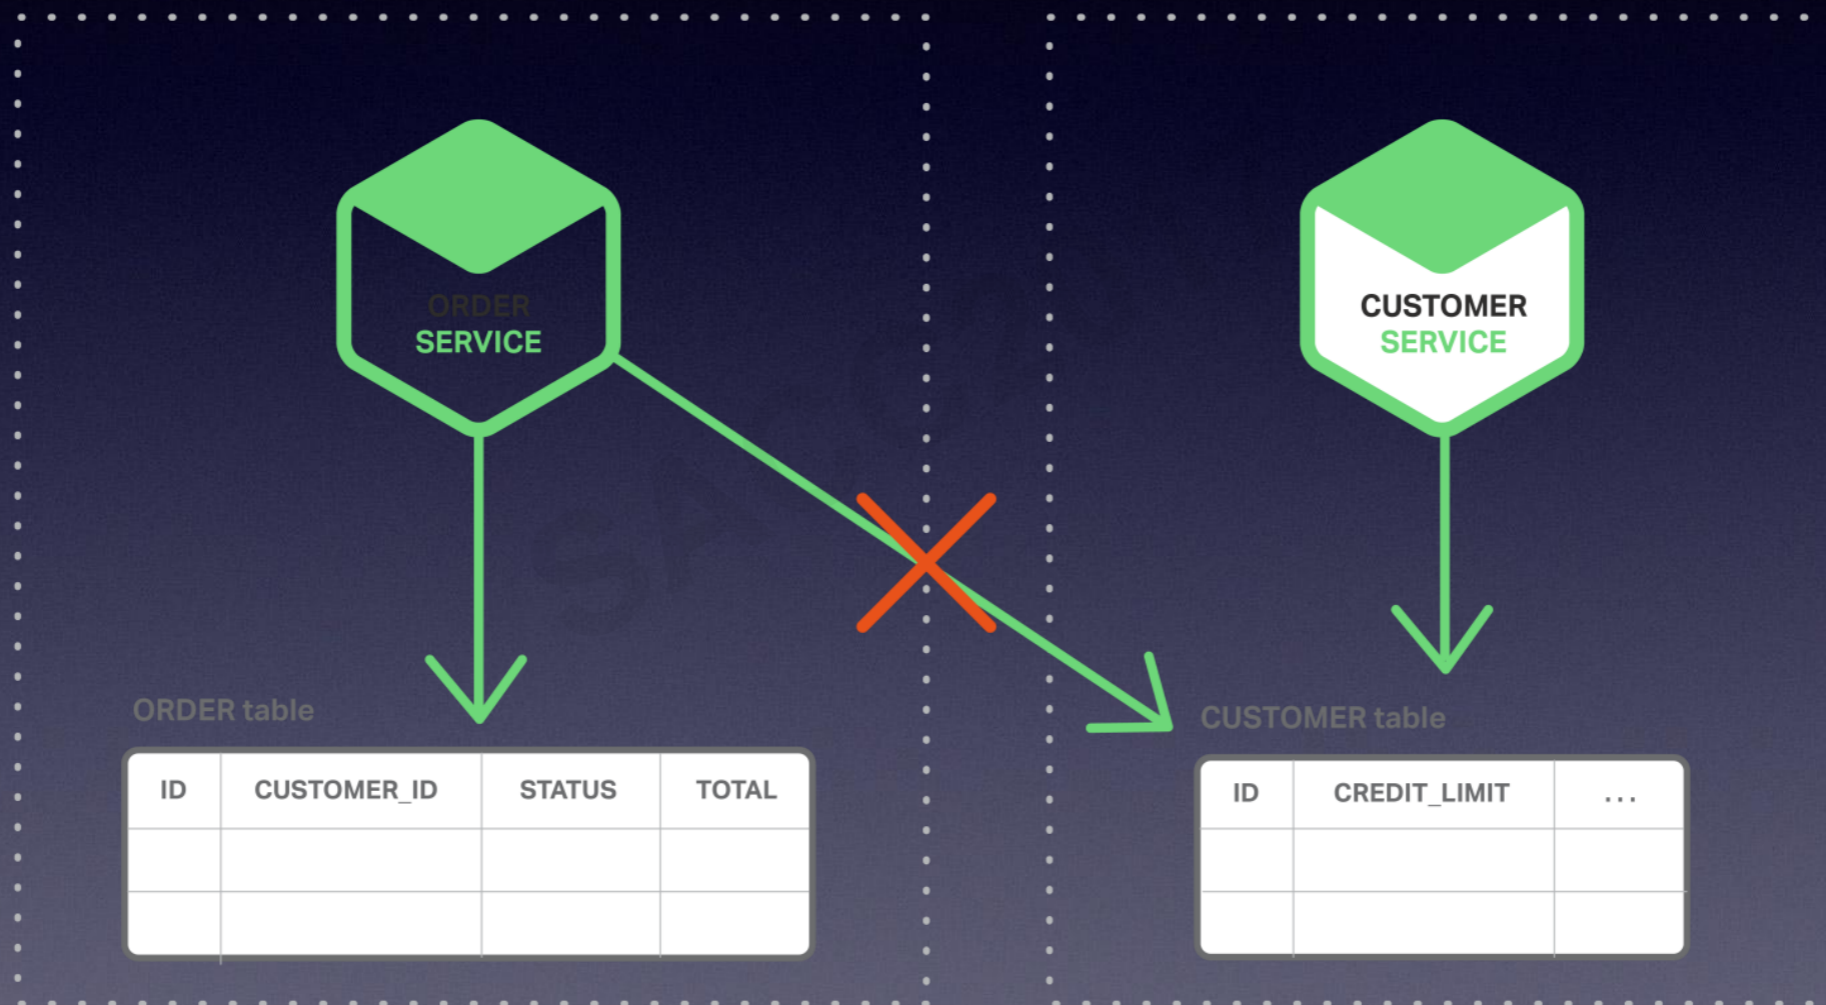 ORDER
SERVICE
CUSTOMER
SERVICE
ORDER table
ID CUSTOMER_ID STATUS TOTAL
CUSTOMER table
ID CREDIT_LIMIT ...